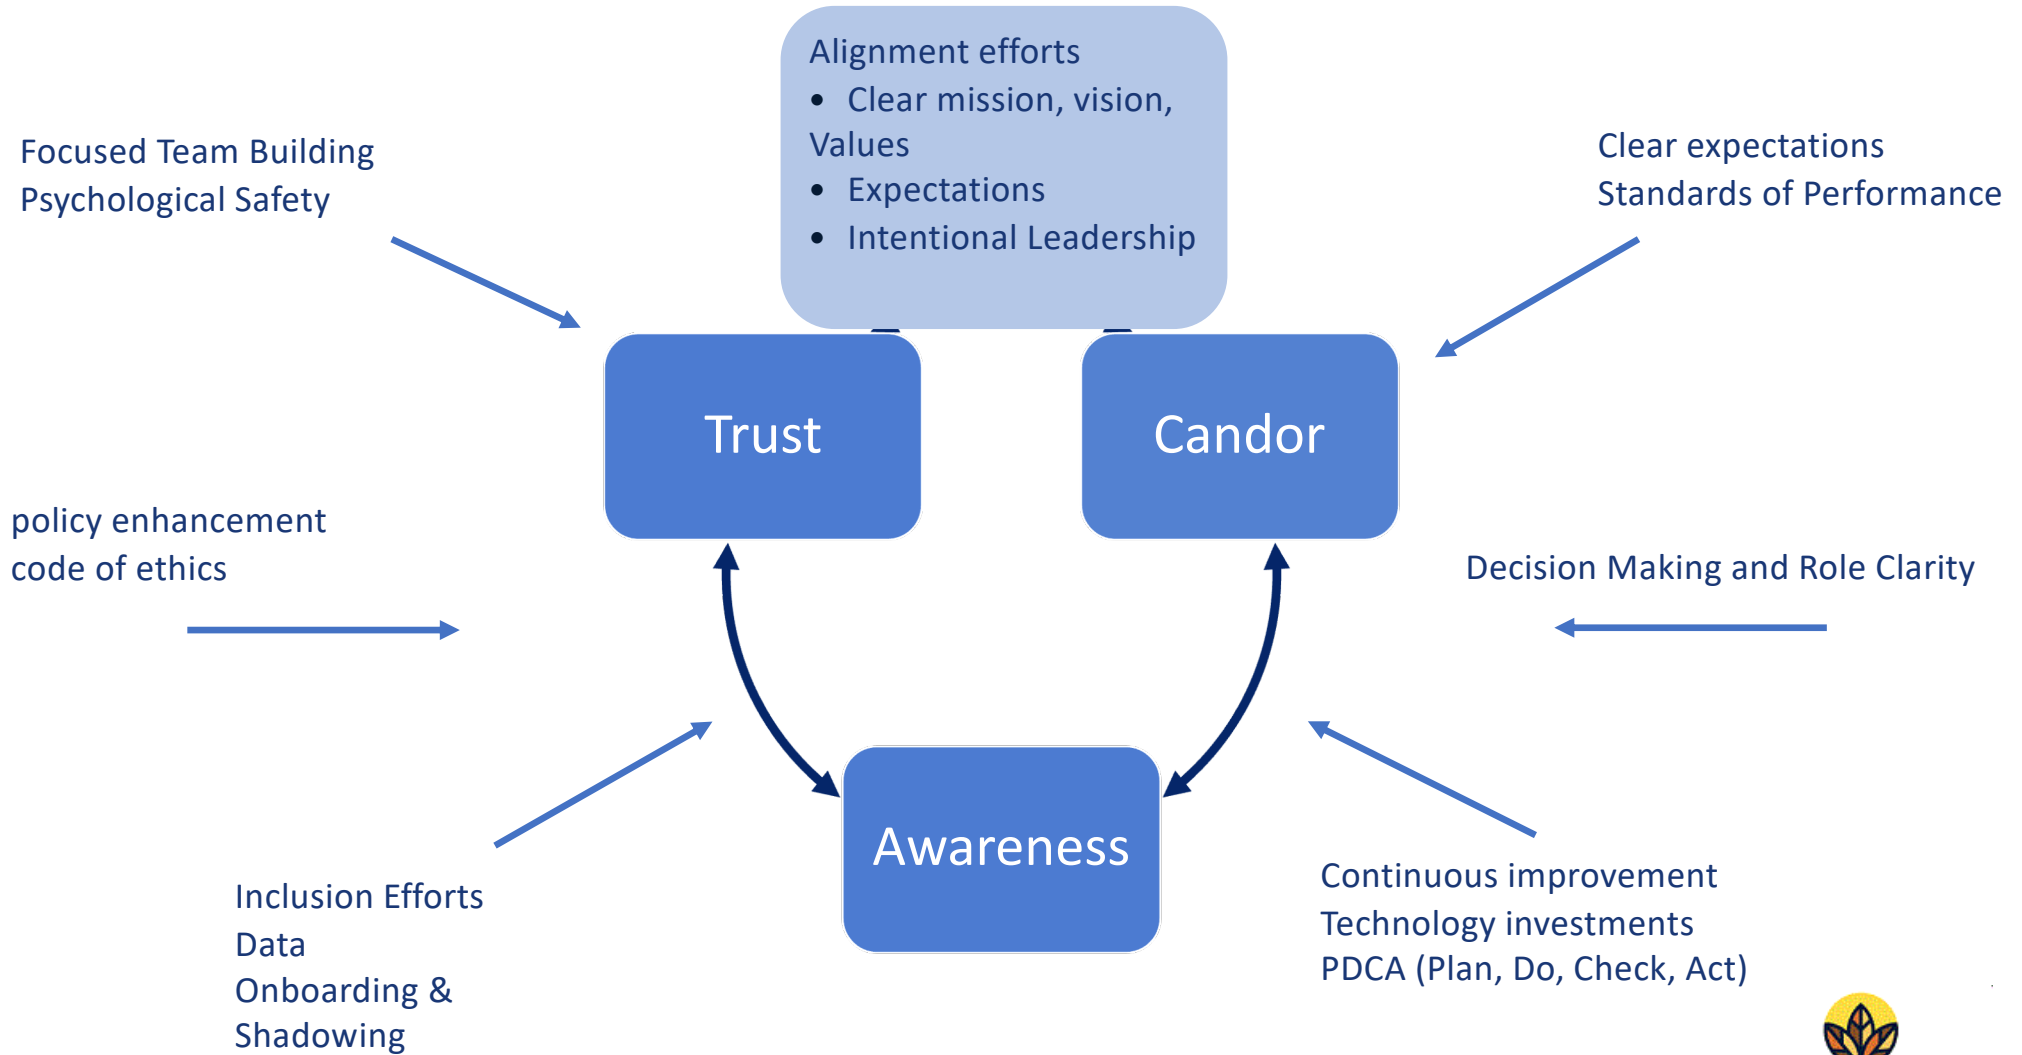 Alignment efforts
• Clear mission, vision,
Values
• Expectations
• Intentional Leadership
Focused Team Building
Psychological Safety
Clear expectations
Standards of Performance
Trust
Candor
policy enhancement
code of ethics
Decision Making and Role Clarity
Awareness
Inclusion Efforts
Data
Onboarding &
Shadowing
Continuous improvement
Technology investments
PDCA (Plan, Do, Check, Act)